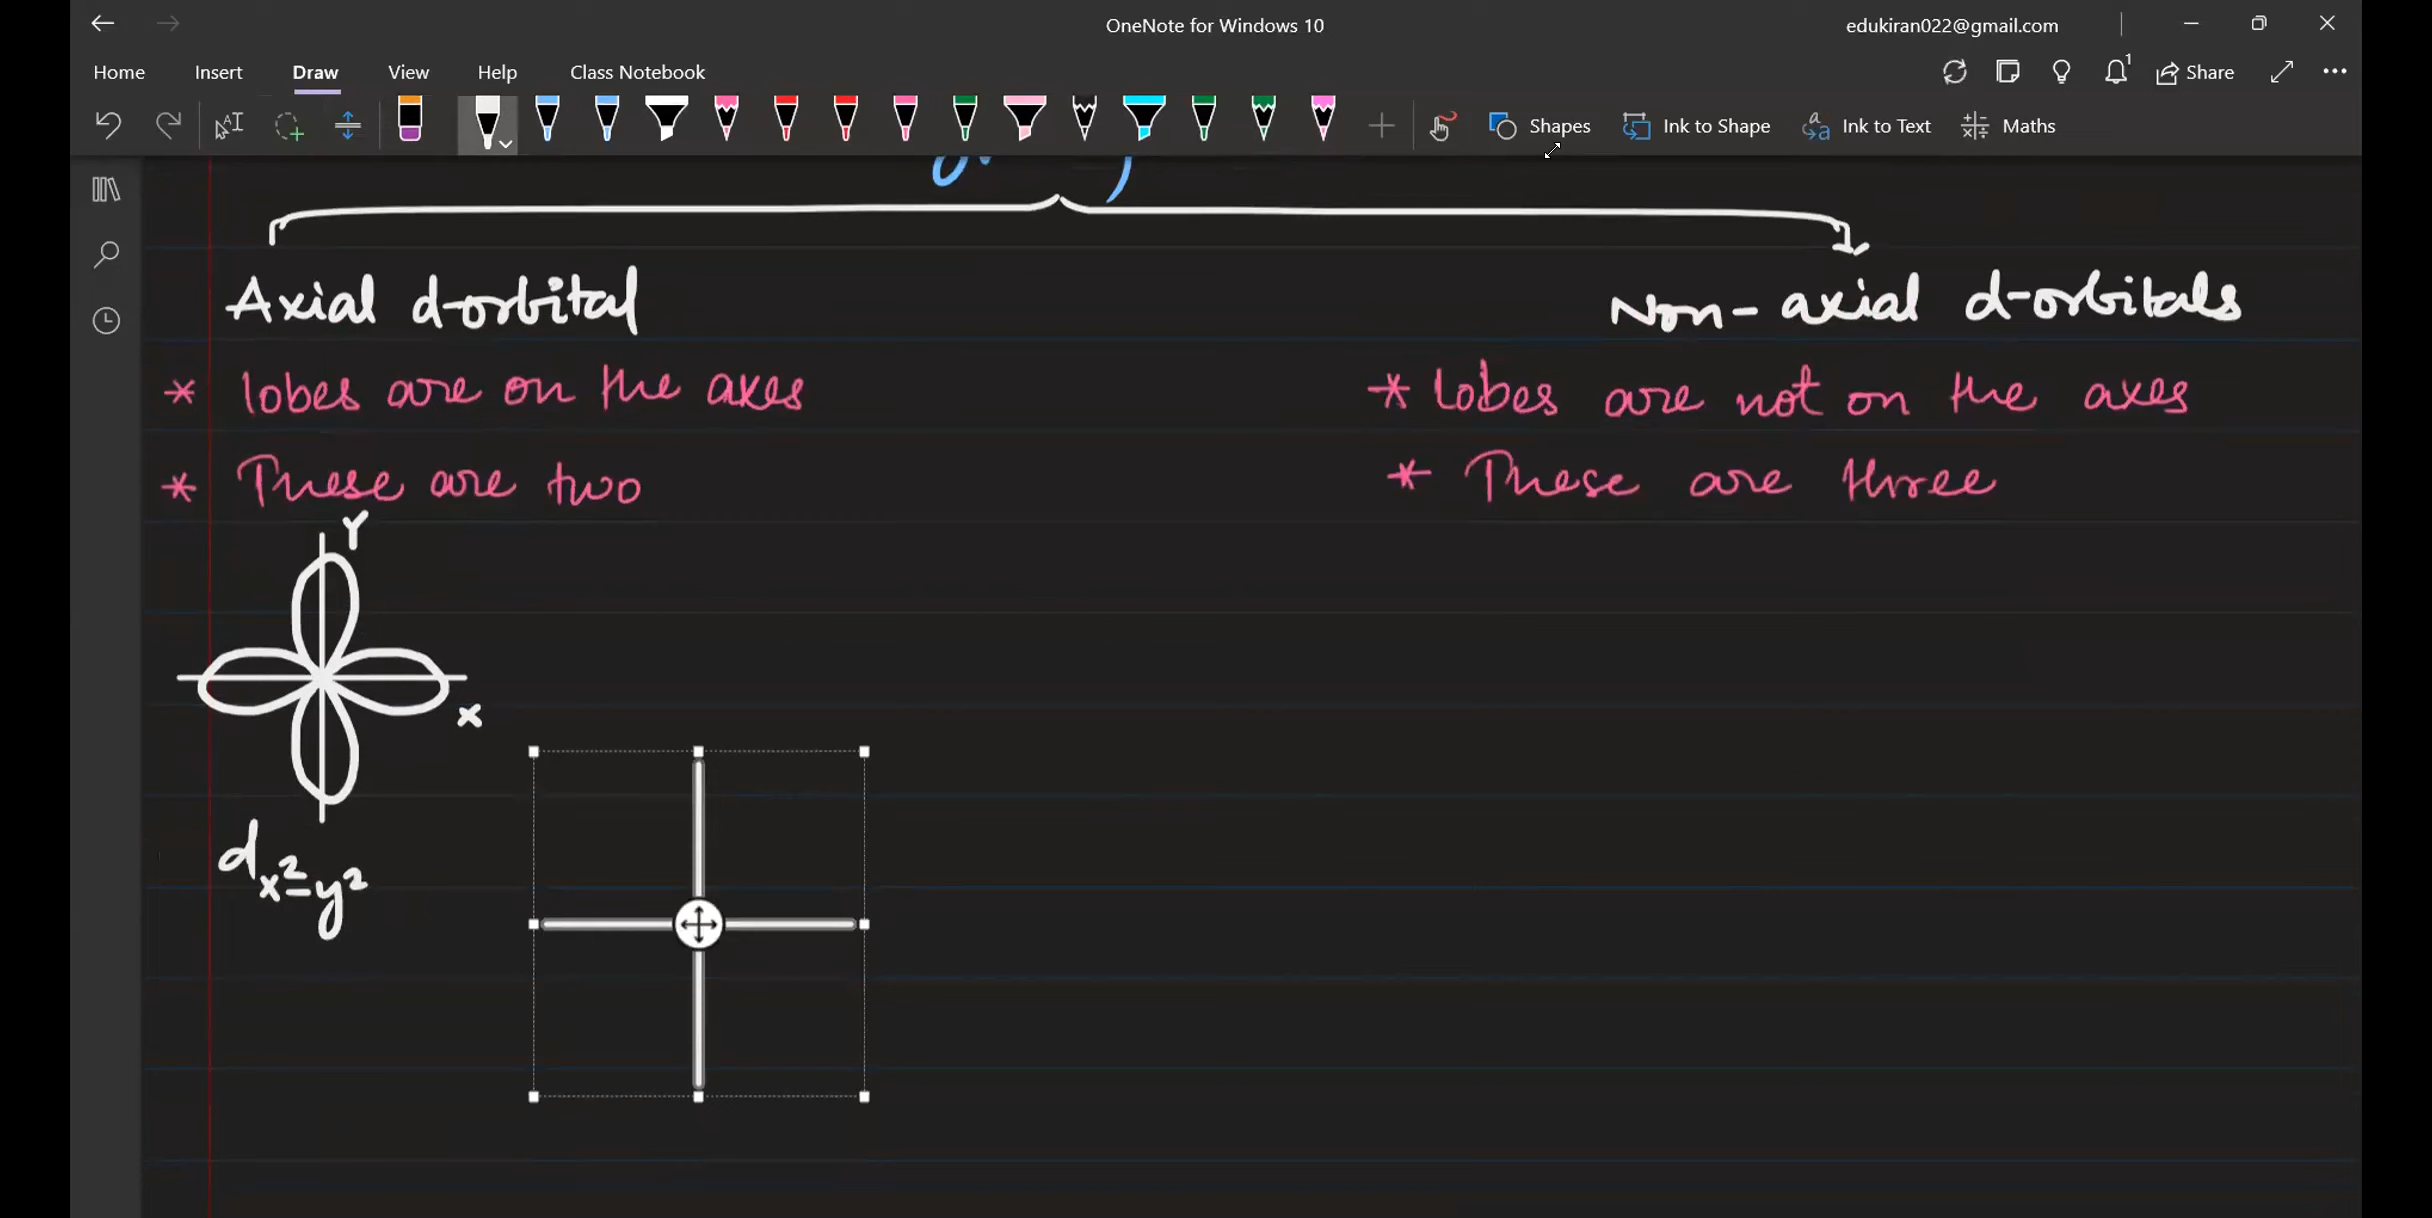 OneNote for Windows 10
edukiran022@gmail.com
Home Insert Draw View Help Class Notebook
1
Share
Shapes Ink to Shape Ink to Text Maths
Axial d-orbital
Non-axial d-orbitals
* lobes are on the axes
* lobes are not on the axes
* These are two
* These are three
Y
x
dx²-y²